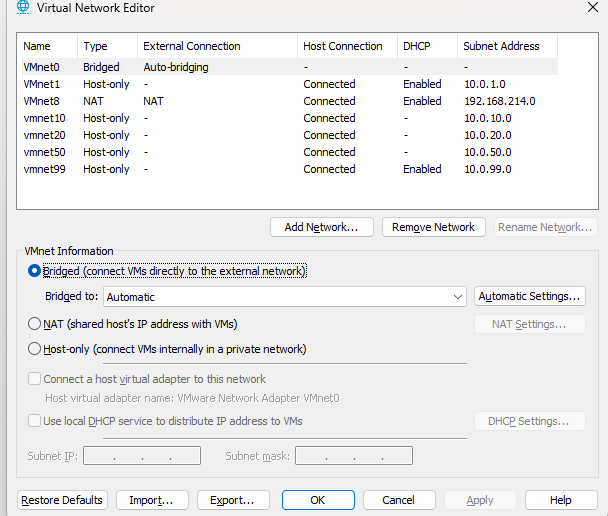 Virtual Network Editor
Name Type External Connection Host Connection DHCP Subnet Address
VMnet0 Bridged Auto-bridging - - -
VMnet1 Host-only - Connected Enabled 10.0.1.0
VMnet8 NAT NAT Connected Enabled 192.168.214.0
vmnet10 Host-only - Connected - 10.0.10.0
vmnet20 Host-only - Connected - 10.0.20.0
vmnet50 Host-only - Connected - 10.0.50.0
vmnet99 Host-only - Connected Enabled 10.0.99.0
Add Network... Remove Network Rename Network...
VMnet Information
Bridged (connect VMs directly to the external network)
Bridged to: Automatic Automatic Settings...
NAT (shared host's IP address with VMs) NAT Settings...
Host-only (connect VMs internally in a private network)
Connect a host virtual adapter to this network
Host virtual adapter name: VMware Network Adapter VMnet0
Use local DHCP service to distribute IP address to VMs DHCP Settings...
Subnet IP: . . . Subnet mask: . . .
Restore Defaults Import... Export... OK Cancel Apply Help